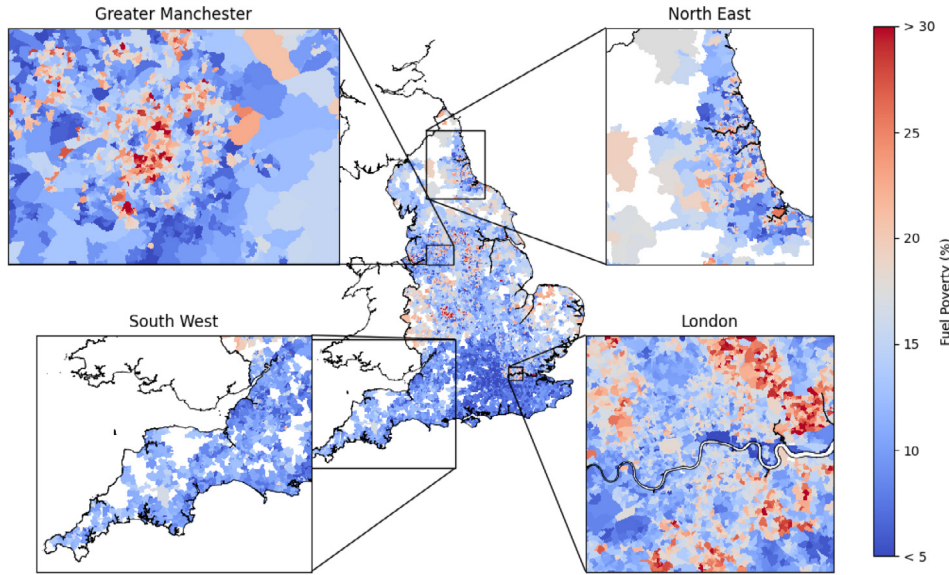 Greater Manchester
North East
South West
London
> 30
25
20
15
10
< 5
Fuel Poverty (%)